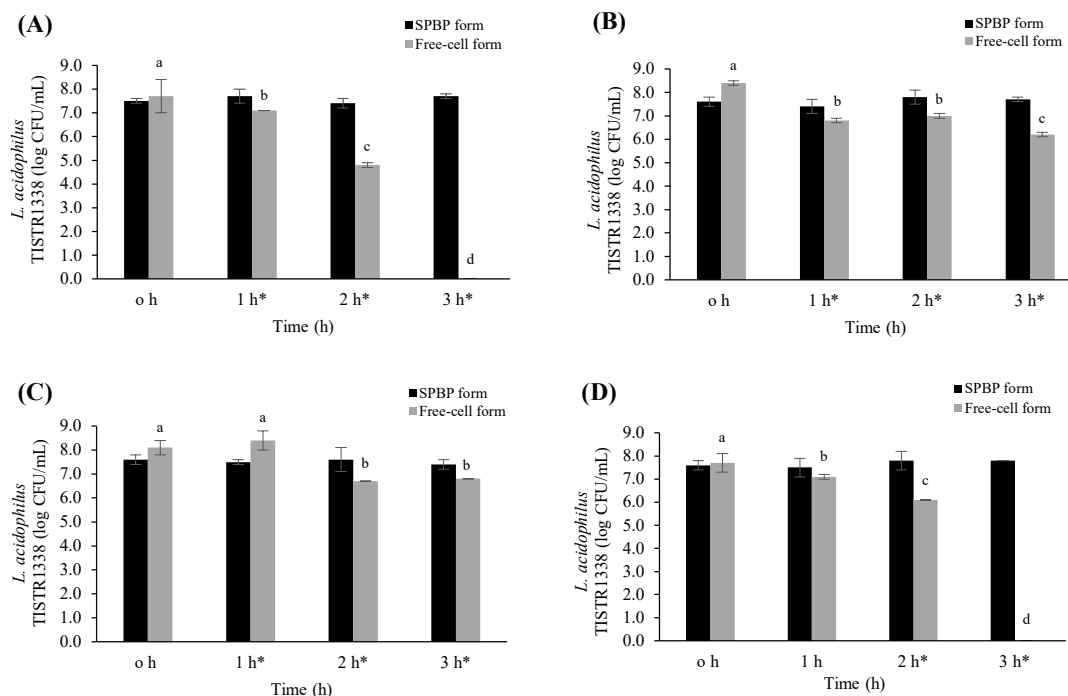 (A)
SPBP form
Free-cell form
L. acidophilus
TISTR1338 (log CFU/mL)
9.0
8.0
7.0
6.0
5.0
4.0
3.0
2.0
1.0
0.0
a
b
c
d
o h
1 h*
2 h*
3 h*
Time (h)
(B)
SPBP form
Free-cell form
L. acidophilus
TISTR1338 (log CFU/mL)
9.0
8.0
7.0
6.0
5.0
4.0
3.0
2.0
1.0
0.0
a
b
b
c
o h
1 h*
2 h*
3 h*
Time (h)
(C)
SPBP form
Free-cell form
L. acidophilus
TISTR1338 (log CFU/mL)
9.0
8.0
7.0
6.0
5.0
4.0
3.0
2.0
1.0
0.0
a
a
b
b
o h
1 h*
2 h*
3 h*
Time (h)
(D)
SPBP form
Free-cell form
L. acidophilus
TISTR1338 (log CFU/mL)
9.0
8.0
7.0
6.0
5.0
4.0
3.0
2.0
1.0
0.0
a
b
c
d
o h
1 h
2 h*
3 h*
Time (h)